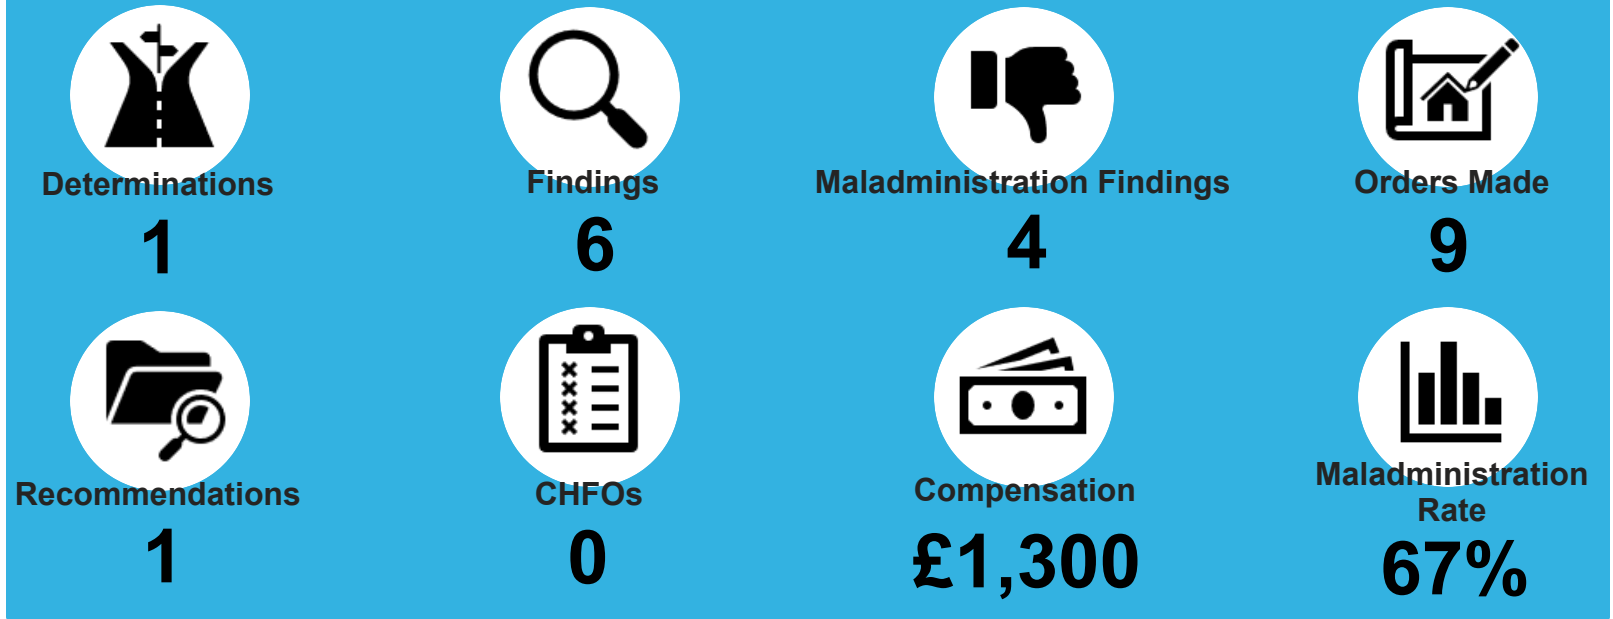 Determinations
1
Findings
6
Maladministration Findings
4
Orders Made
9
Recommendations
1
CHFOs
0
Compensation
£1,300
Maladministration
Rate
67%